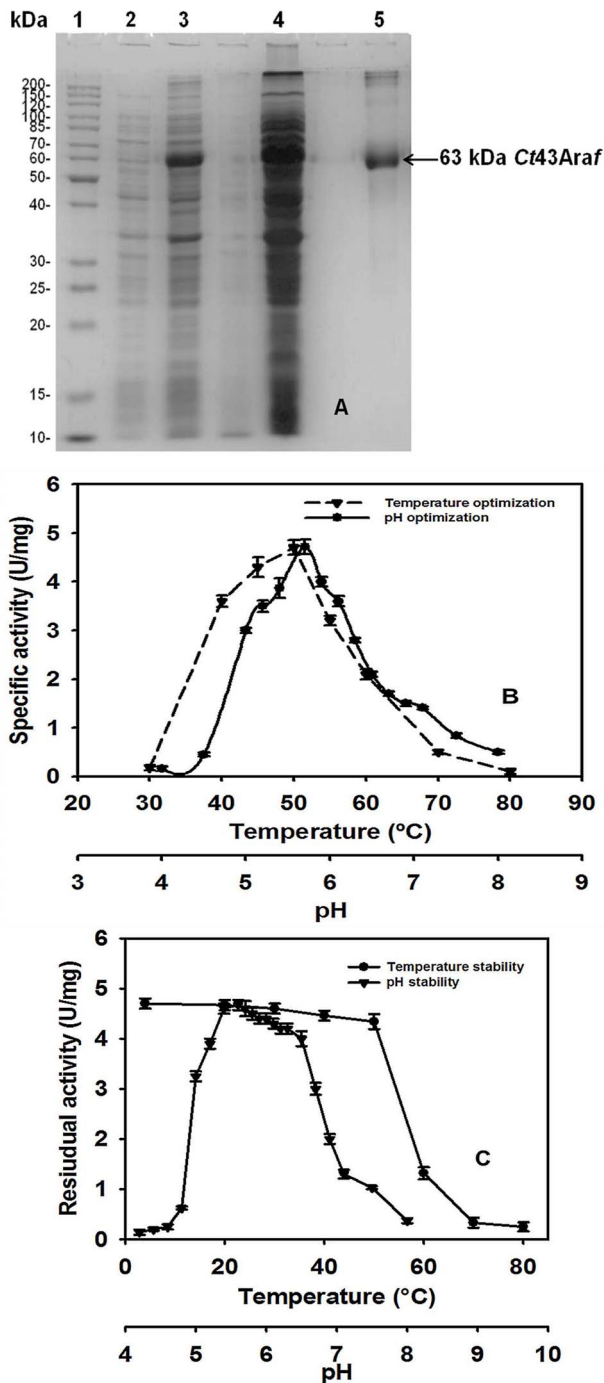 kDa 1 2 3 4 5
200-
150-
120-
100-
85-
70-
60-
50-
40-
30-
25-
20-
15-
10-
63 kDa Ct43Araf
A
6
5
4
3
2
1
0
Specific activity (U/mg)
Temperature optimization
pH optimization
B
20 30 40 50 60 70 80 90
Temperature (ºC)
3 4 5 6 7 8 9
pH
6
5
4
3
2
1
0
Resiudual activity (U/mg)
Temperature stability
pH stability
C
0 20 40 60 80
Temperature (°C)
4 5 6 7 8 9 10
pH